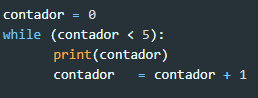 contador = 0
while (contador < 5):
    print(contador)
    contador  = contador + 1